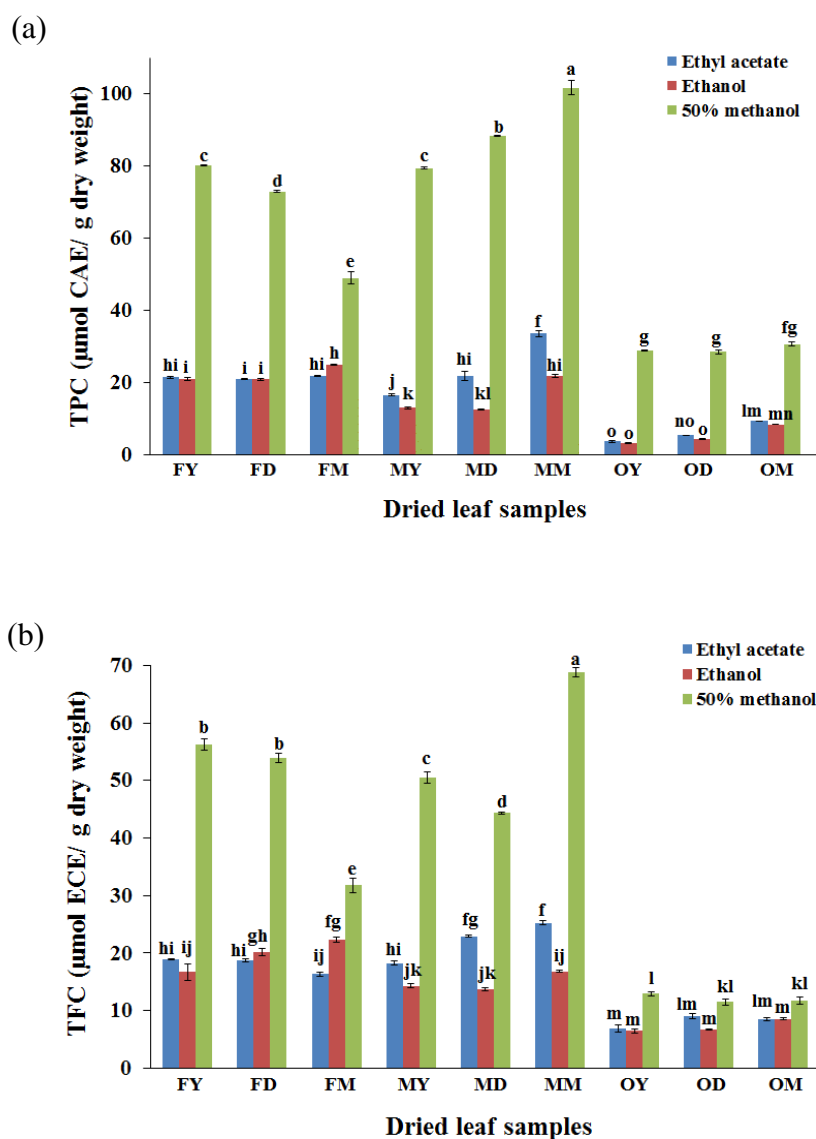 (a)
TPC (µmol CAE/ g dry weight)
100
80
60
40
20
0
Ethyl acetate
Ethanol
50% methanol
hi i c
i i d
hi h e
j k c
hi kl b
f hi a
o o g
no o g
lm mn fg
FY FD FM MY MD MM OY OD OM
Dried leaf samples
(b)
TFC (µmol ECE/ g dry weight)
70
60
50
40
30
20
10
0
Ethyl acetate
Ethanol
50% methanol
hi ij b
hi gh b
ij fg e
hi jk c
fg jk d
f ij a
m m l
lm m kl
lm m kl
FY FD FM MY MD MM OY OD OM
Dried leaf samples